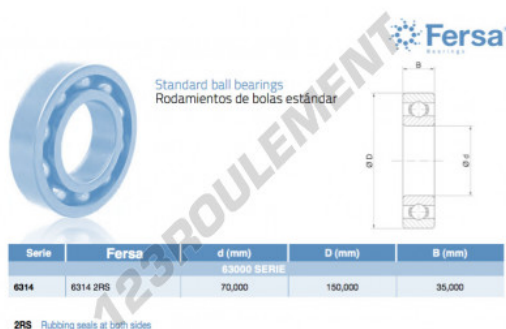 Fersa
Bearings
Standard ball bearings
Rodamientos de bolas estándar
B
Ø D
Ø d
Serie Fersa d (mm) D (mm) B (mm)
63000 SERIE
6314 6314 2RS 70,000 150,000 35,000
2RS Rubbing seals at both sides
123ROULEMENT